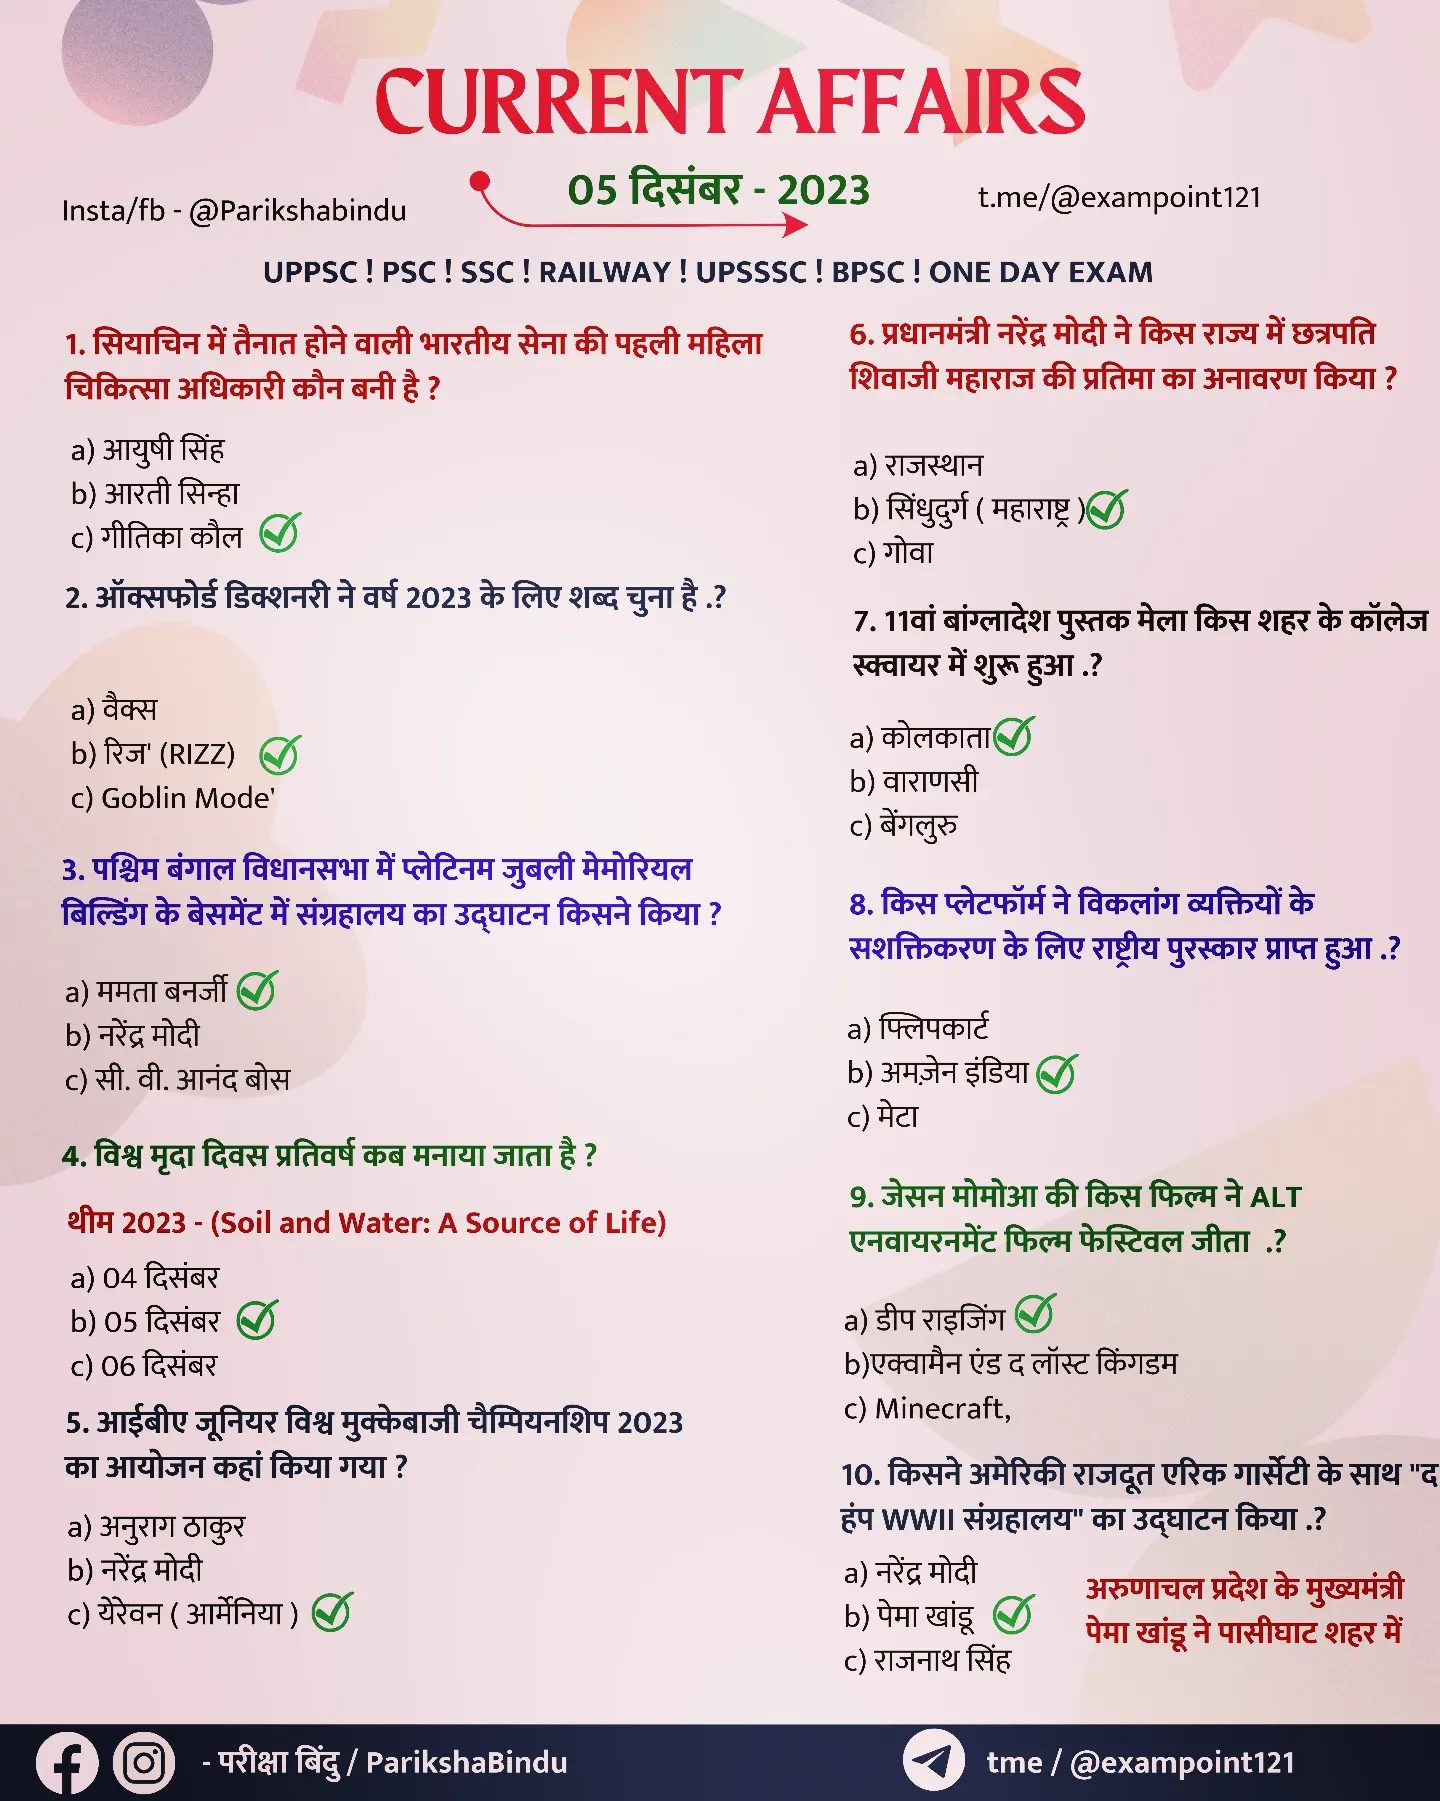 CURRENT AFFAIRS
05 दिसंबर - 2023
Insta/fb - @Parikshabindu
t.me/@exampoint121
UPPSC ! PSC ! SSC ! RAILWAY ! UPSSSC ! BPSC ! ONE DAY EXAM
1. सियाचिन में तैनात होने वाली भारतीय सेना की पहली महिला
चिकित्सा अधिकारी कौन बनी है ?
a) आयुषी सिंह
b) आरती सिन्हा
c) गीतिका कौल
2. ऑक्सफोर्ड डिक्शनरी ने वर्ष 2023 के लिए शब्द चुना है .?
a) वैक्स
b) रिज' (RIZZ)
c) Goblin Mode'
3. पश्चिम बंगाल विधानसभा में प्लेटिनम जुबली मेमोरियल
बिल्डिंग के बेसमेंट में संग्रहालय का उद्घाटन किसने किया ?
a) ममता बनर्जी
b) नरेंद्र मोदी
c) सी. वी. आनंद बोस
4. विश्व मृदा दिवस प्रतिवर्ष कब मनाया जाता है ?
थीम 2023 - (Soil and Water: A Source of Life)
a) 04 दिसंबर
b) 05 दिसंबर
c) 06 दिसंबर
5. आईबीए जूनियर विश्व मुक्केबाजी चैम्पियनशिप 2023
का आयोजन कहां किया गया ?
a) अनुराग ठाकुर
b) नरेंद्र मोदी
c) येरेवन ( आर्मेनिया )
6. प्रधानमंत्री नरेंद्र मोदी ने किस राज्य में छत्रपति
शिवाजी महाराज की प्रतिमा का अनावरण किया ?
a) राजस्थान
b) सिंधुदुर्ग ( महाराष्ट्र )
c) गोवा
7. 11वां बांग्लादेश पुस्तक मेला किस शहर के कॉलेज
स्क्वायर में शुरू हुआ .?
a) कोलकाता
b) वाराणसी
c) बेंगलुरु
8. किस प्लेटफॉर्म ने विकलांग व्यक्तियों के
सशक्तिकरण के लिए राष्ट्रीय पुरस्कार प्राप्त हुआ .?
a) फ्लिपकार्ट
b) अमज़ेन इंडिया
c) मेटा
9. जेसन मोमोआ की किस फिल्म ने ALT
एनवायरनमेंट फिल्म फेस्टिवल जीता .?
a) डीप राइजिंग
b)एक्वामैन एंड द लॉस्ट किंगडम
c) Minecraft,
10. किसने अमेरिकी राजदूत एरिक गार्सेटी के साथ "द
हंप WWII संग्रहालय" का उद्घाटन किया .?
a) नरेंद्र मोदी
b) पेमा खांडू
c) राजनाथ सिंह
अरुणाचल प्रदेश के मुख्यमंत्री
पेमा खांडू ने पासीघाट शहर में
- परीक्षा बिंदु / ParikshaBindu
tme / @exampoint121